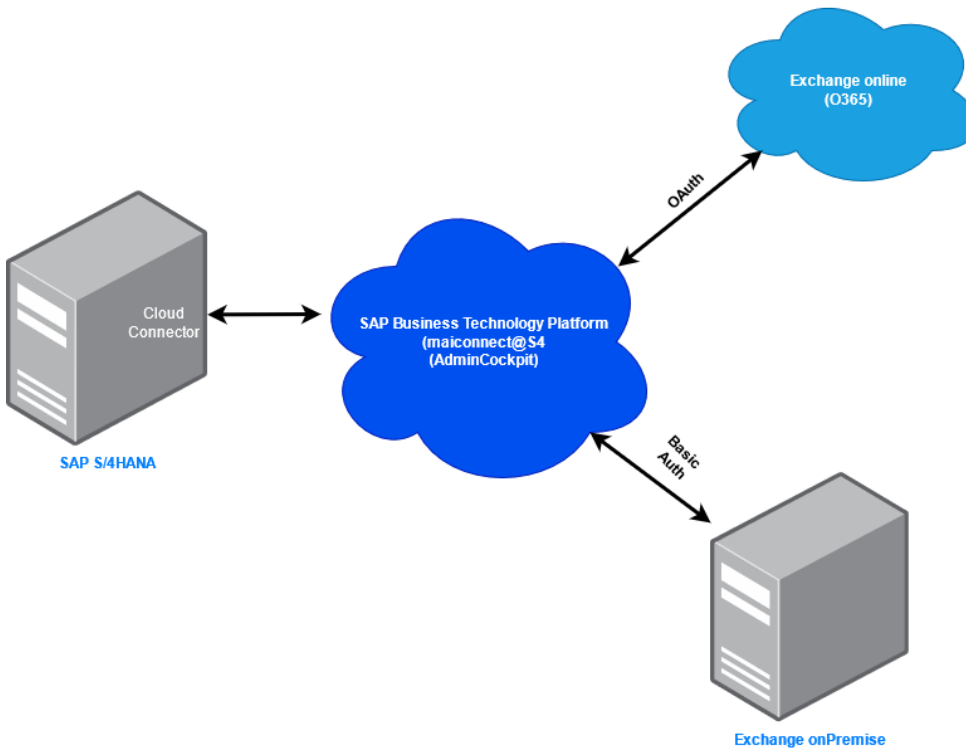 Exchange online
(O365)
OAuth
Cloud
Connector
SAP Business Technology Platform
(maiconnect@S4
(AdminCockpit)
SAP S/4HANA
Basic
Auth
Exchange onPremise